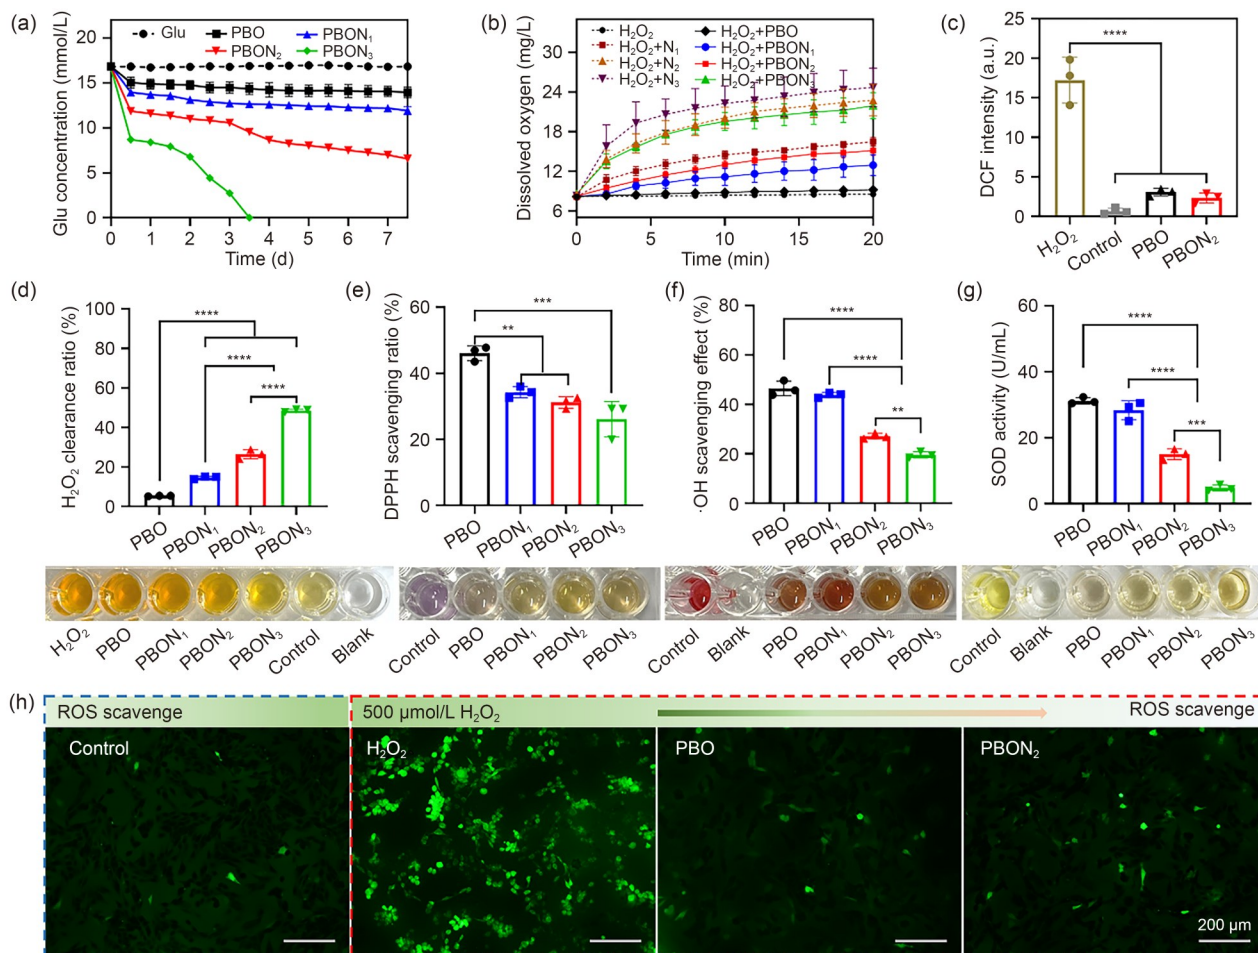 (a)
Glu concentration (mmol/L)
20
15
10
5
0
0 1 2 3 4 5 6 7
Time (d)
Glu
PBO
PBON₁
PBON₂
PBON₃
(b)
Dissolved oxygen (mg/L)
30
24
18
12
6
0 5 10 15 20
Time (min)
H₂O₂
H₂O₂+N₁
H₂O₂+N₂
H₂O₂+N₃
H₂O₂+PBO
H₂O₂+PBON₁
H₂O₂+PBON₂
H₂O₂+PBON₃
(c)
DCF intensity (a.u.)
25
20
15
10
5
0
****
H₂O₂ Control PBO PBON₂
(d)
H₂O₂ clearance ratio (%)
100
80
60
40
20
0
****
****
****
PBO PBON₁ PBON₂ PBON₃
H₂O₂ PBO PBON₁ PBON₂ PBON₃ Control Blank
(e)
DPPH scavenging ratio (%)
60
40
20
0
***
**
PBO PBON₁ PBON₂ PBON₃
Control PBO PBON₁ PBON₂ PBON₃
(f)
·OH scavenging effect (%)
80
60
40
20
0
****
****
**
PBO PBON₁ PBON₂ PBON₃
Control Blank PBO PBON₁ PBON₂ PBON₃
(g)
SOD activity (U/mL)
60
40
20
0
****
****
***
PBO PBON₁ PBON₂ PBON₃
Control Blank PBO PBON₁ PBON₂ PBON₃
(h)
ROS scavenge
500 μmol/L H₂O₂
ROS scavenge
Control
H₂O₂
PBO
PBON₂
200 μm